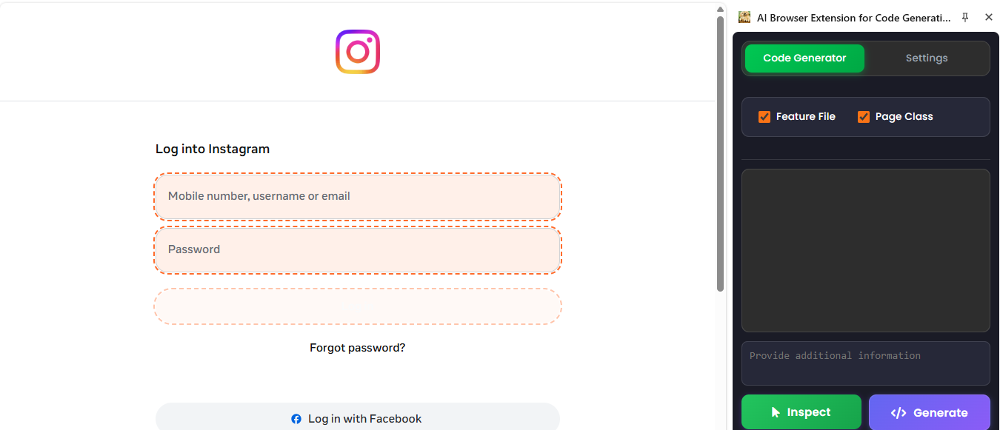 AI Browser Extension for Code Generati...
Code Generator
Settings
Feature File
Page Class
Log into Instagram
Mobile number, username or email
Password
Forgot password?
Log in with Facebook
Provide additional information
Inspect
</> Generate